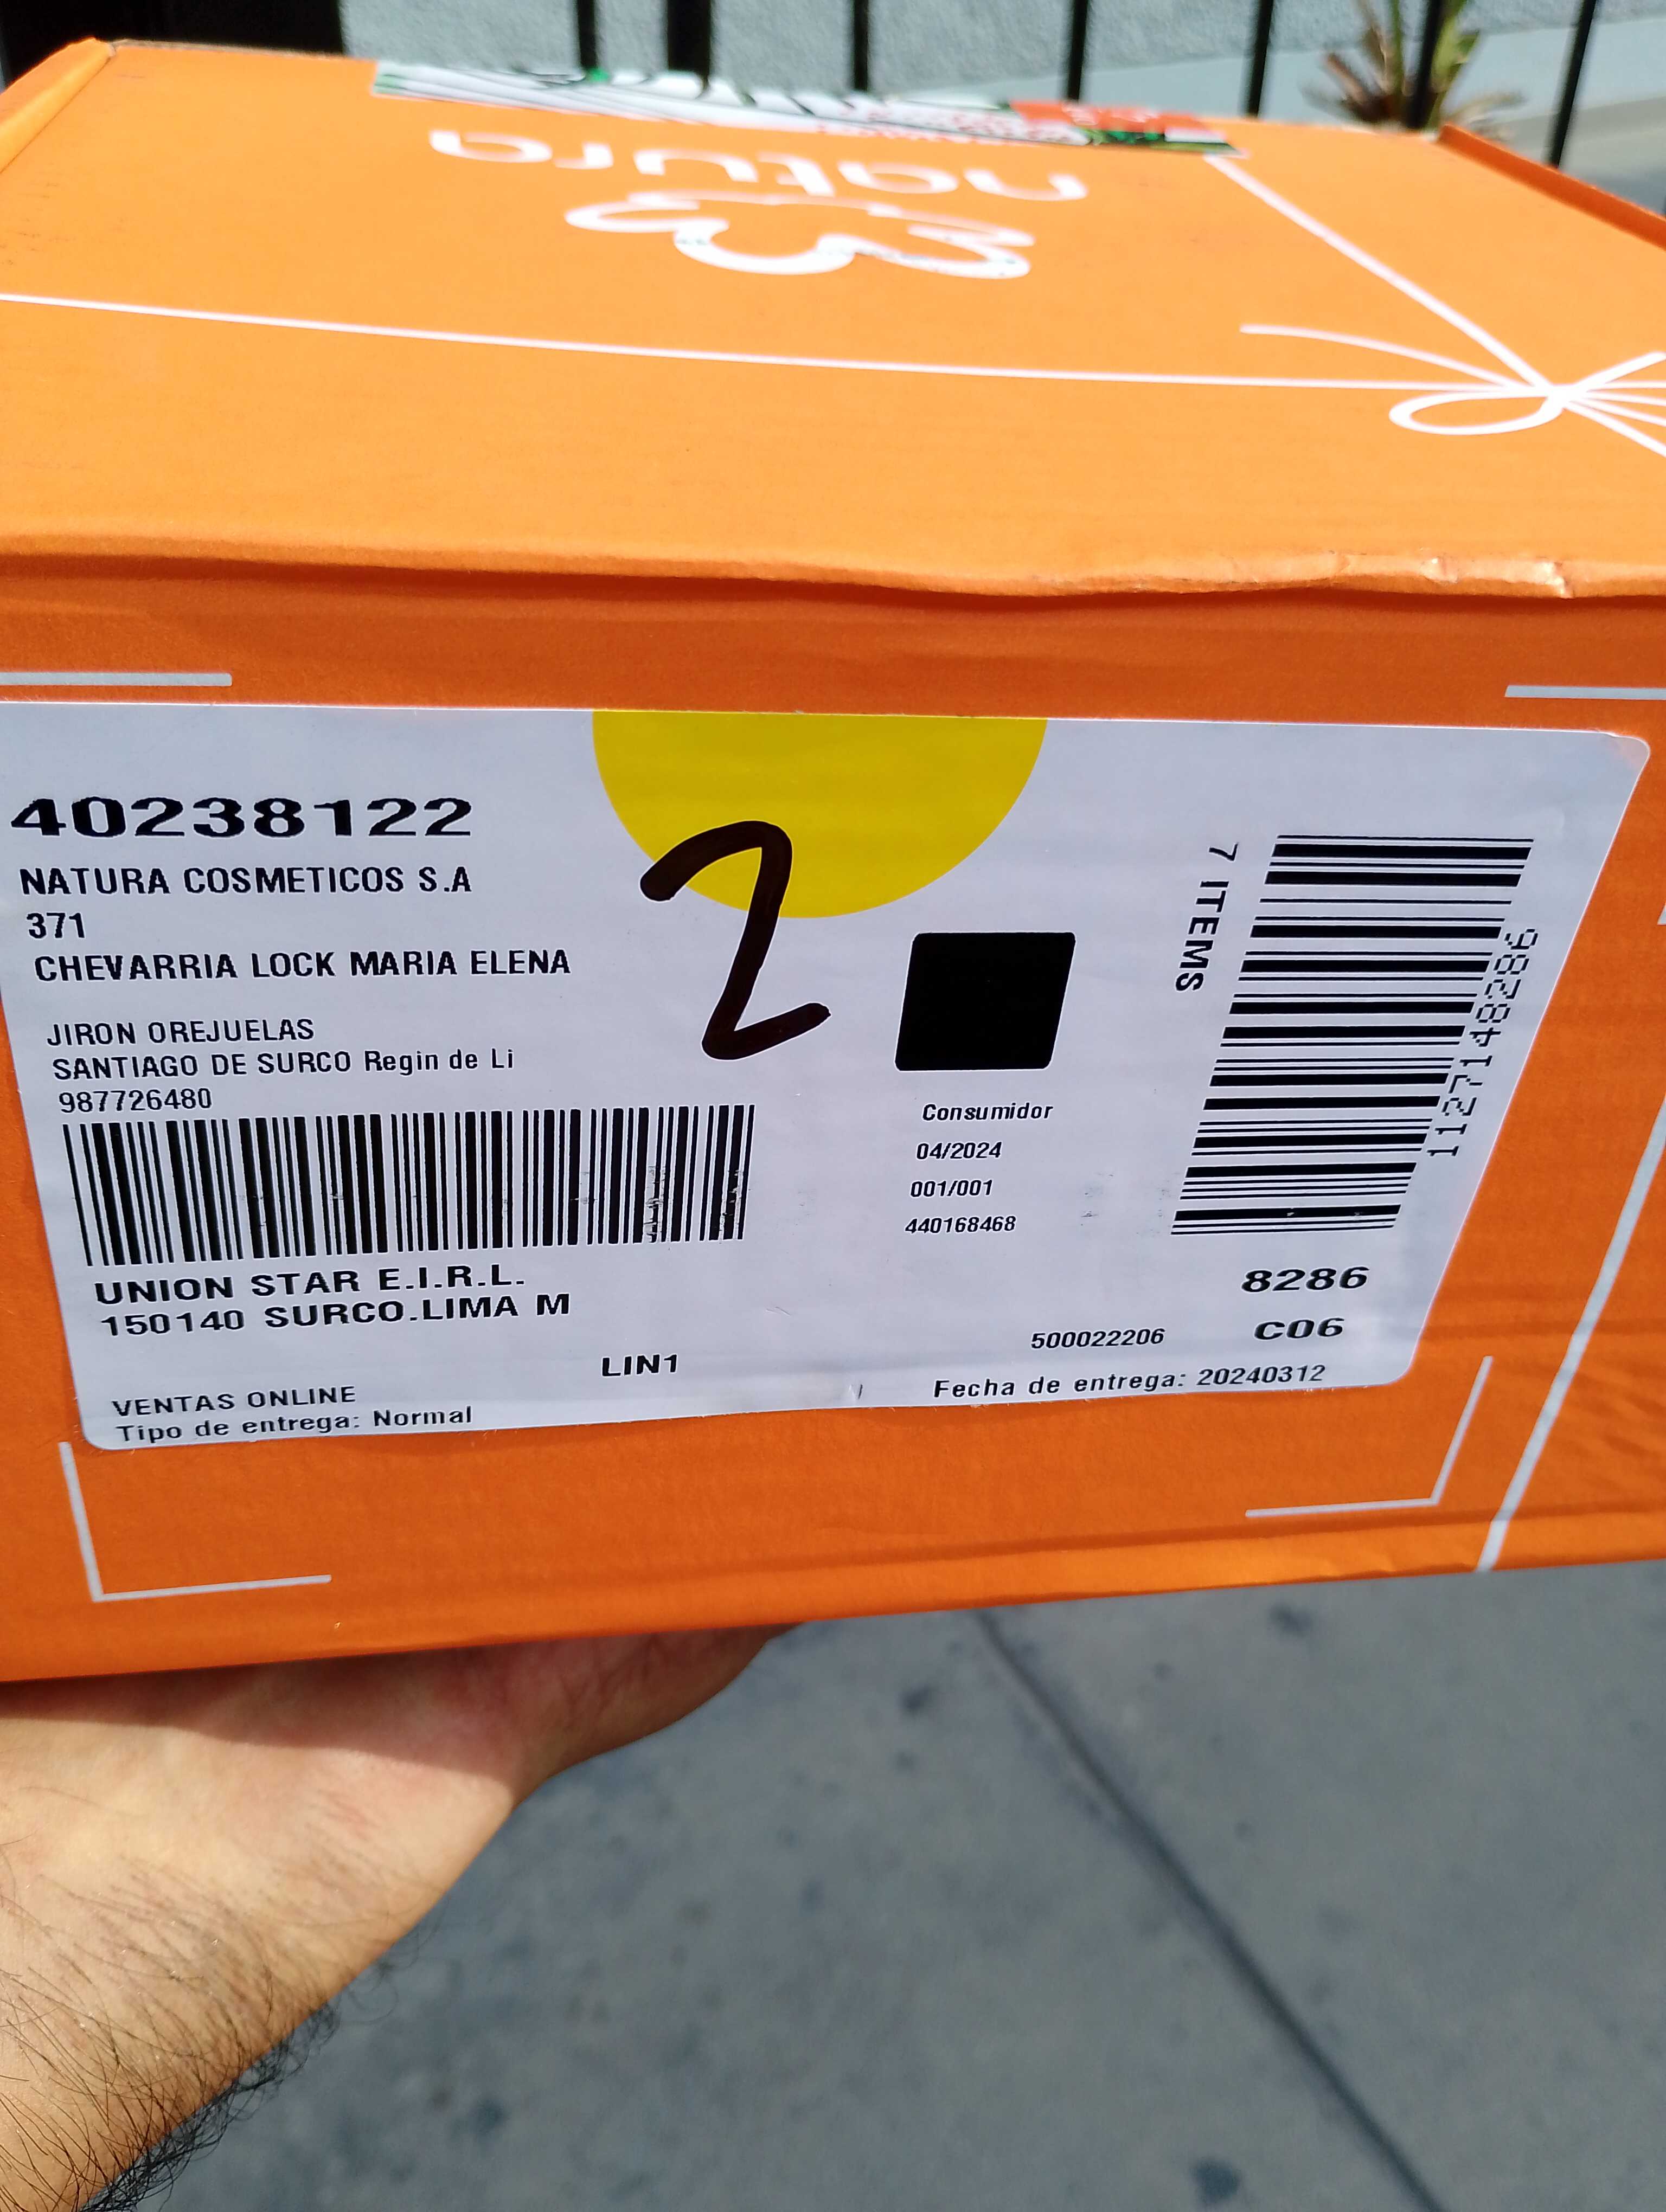 natura
40238122
NATURA COSMETICOS S.A
371
CHEVARRIA LOCK MARIA ELENA
JIRON OREJUELAS
SANTIAGO DE SURCO Regin de Li
987726480
UNION STAR E.I.R.L.
150140 SURCO.LIMA M
LIN1
VENTAS ONLINE
Tipo de entrega: Normal
2
Consumidor
04/2024
001/001
440168468
7 ITEMS
1127148286
8286
C06
500022206
Fecha de entrega: 20240312